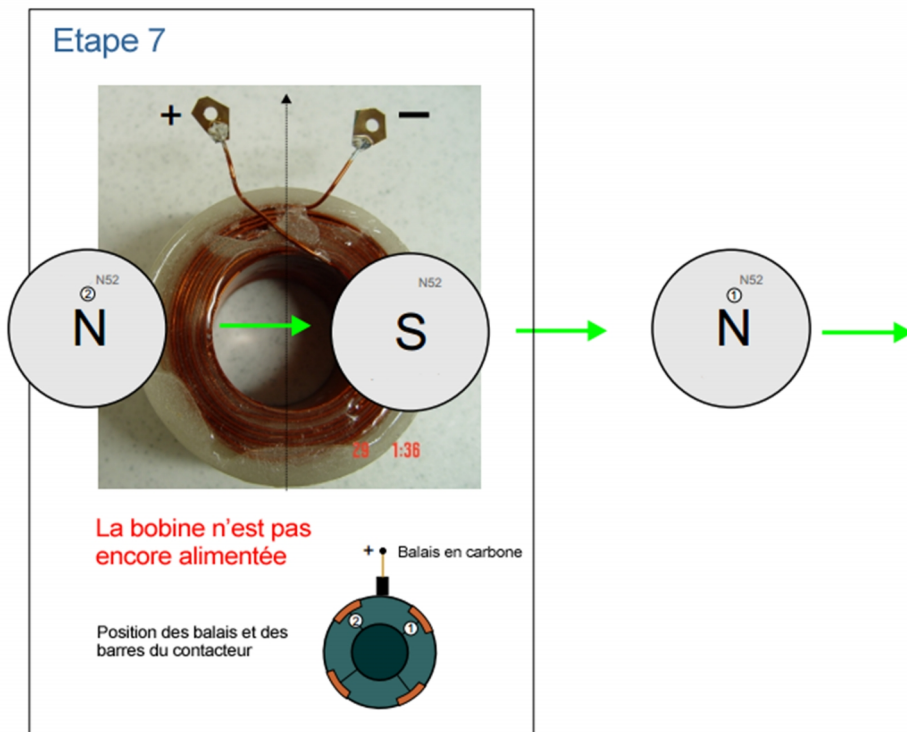 Etape 7
+ −
N52 N52 N52
② ①
N S N
29 1:36
La bobine n'est pas
encore alimentée
+ Balais en carbone
② ①
Position des balais et des
barres du contacteur